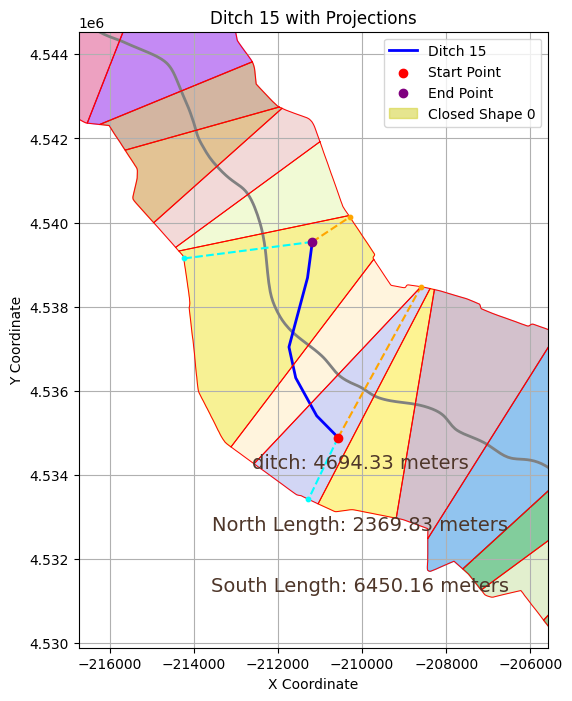 Ditch 15 with Projections
1e6
Ditch 15
Start Point
End Point
Closed Shape 0
4.544
4.542
4.540
4.538
4.536
4.534
4.532
4.530
Y Coordinate
ditch: 4694.33 meters
North Length: 2369.83 meters
South Length: 6450.16 meters
−216000 −214000 −212000 −210000 −208000 −206000
X Coordinate